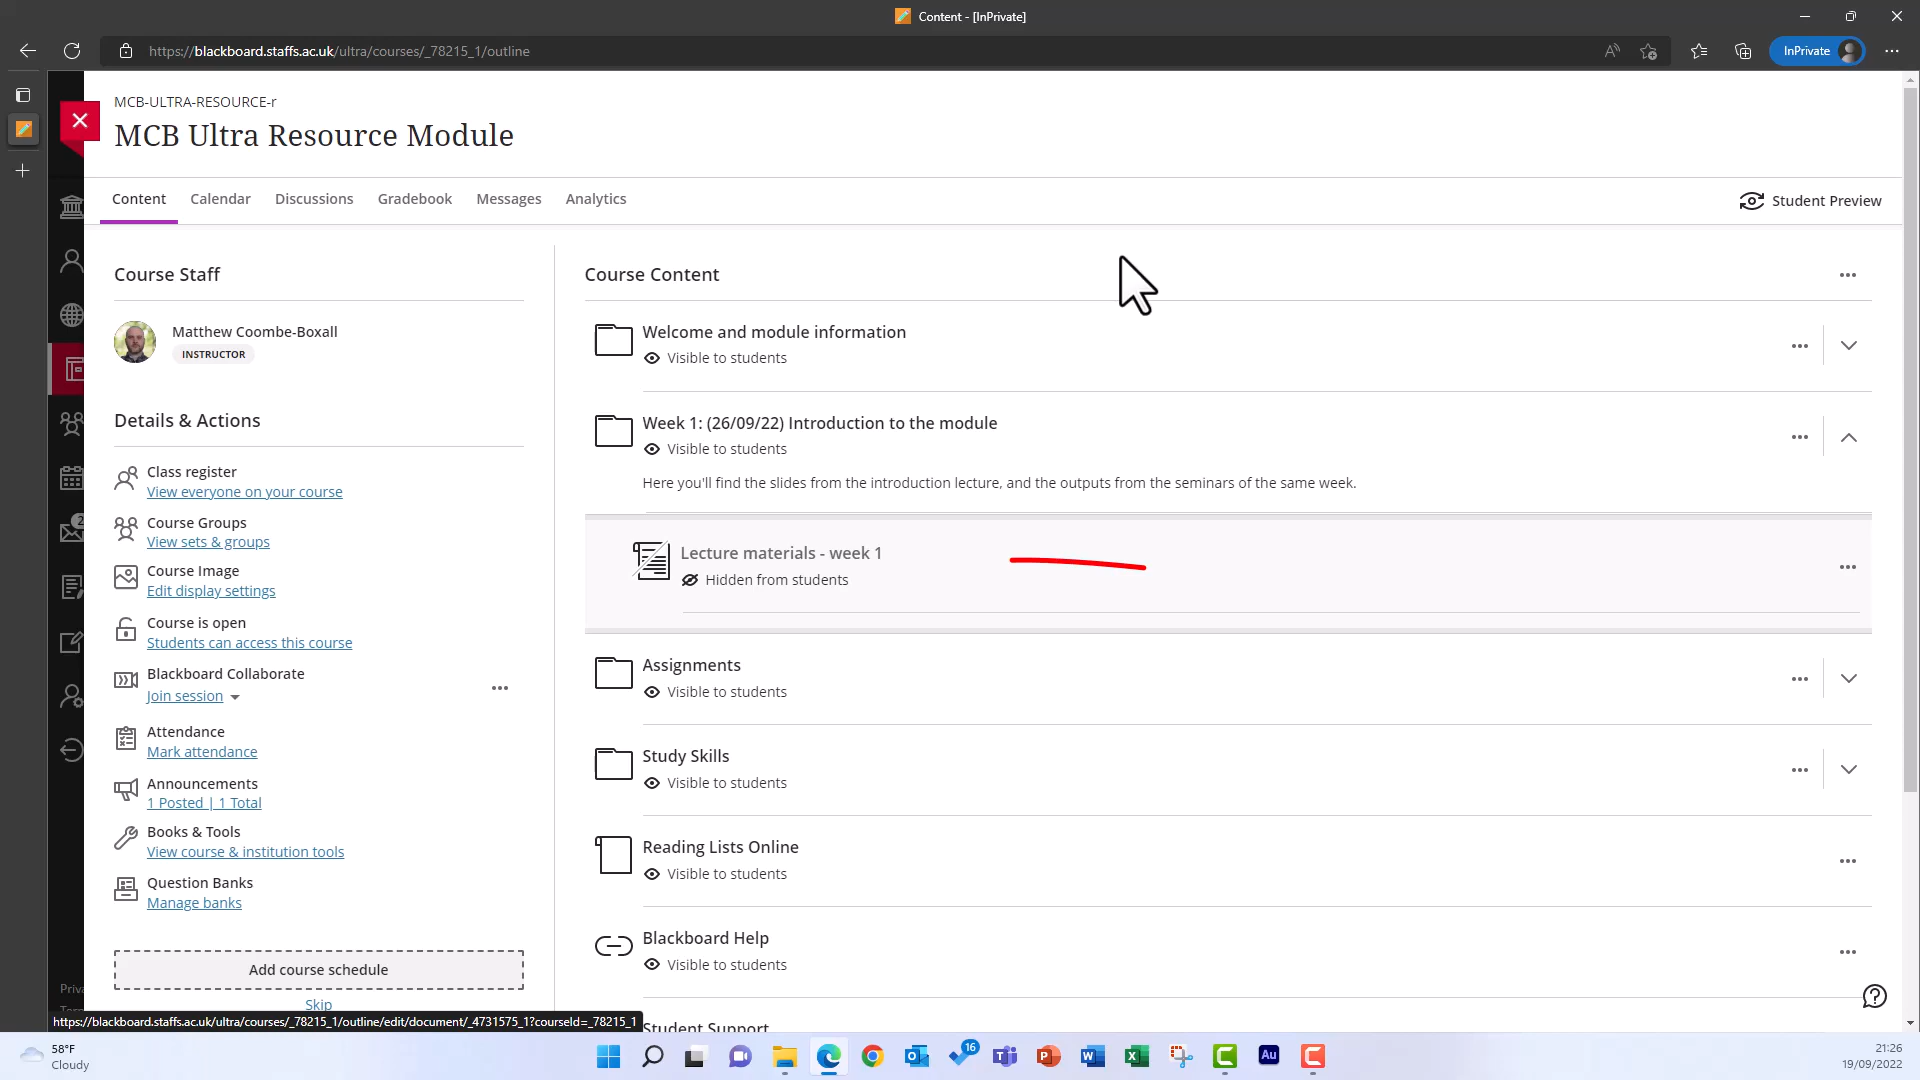 Content - [InPrivate]
https://blackboard.staffs.ac.uk/ultra/courses/_78215_1/outline
InPrivate
MCB-ULTRA-RESOURCE-r
MCB Ultra Resource Module
Content Calendar Discussions Gradebook Messages Analytics
Student Preview
Course Staff
Matthew Coombe-Boxall
INSTRUCTOR
Details & Actions
Class register
View everyone on your course
Course Groups
View sets & groups
Course Image
Edit display settings
Course is open
Students can access this course
Blackboard Collaborate
Join session
Attendance
Mark attendance
Announcements
1 Posted | 1 Total
Books & Tools
View course & institution tools
Question Banks
Manage banks
Add course schedule
Skip
Course Content
Welcome and module information
Visible to students
Week 1: (26/09/22) Introduction to the module
Visible to students
Here you'll find the slides from the introduction lecture, and the outputs from the seminars of the same week.
Lecture materials - week 1
Hidden from students
Assignments
Visible to students
Study Skills
Visible to students
Reading Lists Online
Visible to students
Blackboard Help
Visible to students
Student Support
2
https://blackboard.staffs.ac.uk/ultra/courses/_78215_1/outline/edit/document/_4731575_1?courseId=_78215_1
58°F
Cloudy
16
Au
21:26
19/09/2022